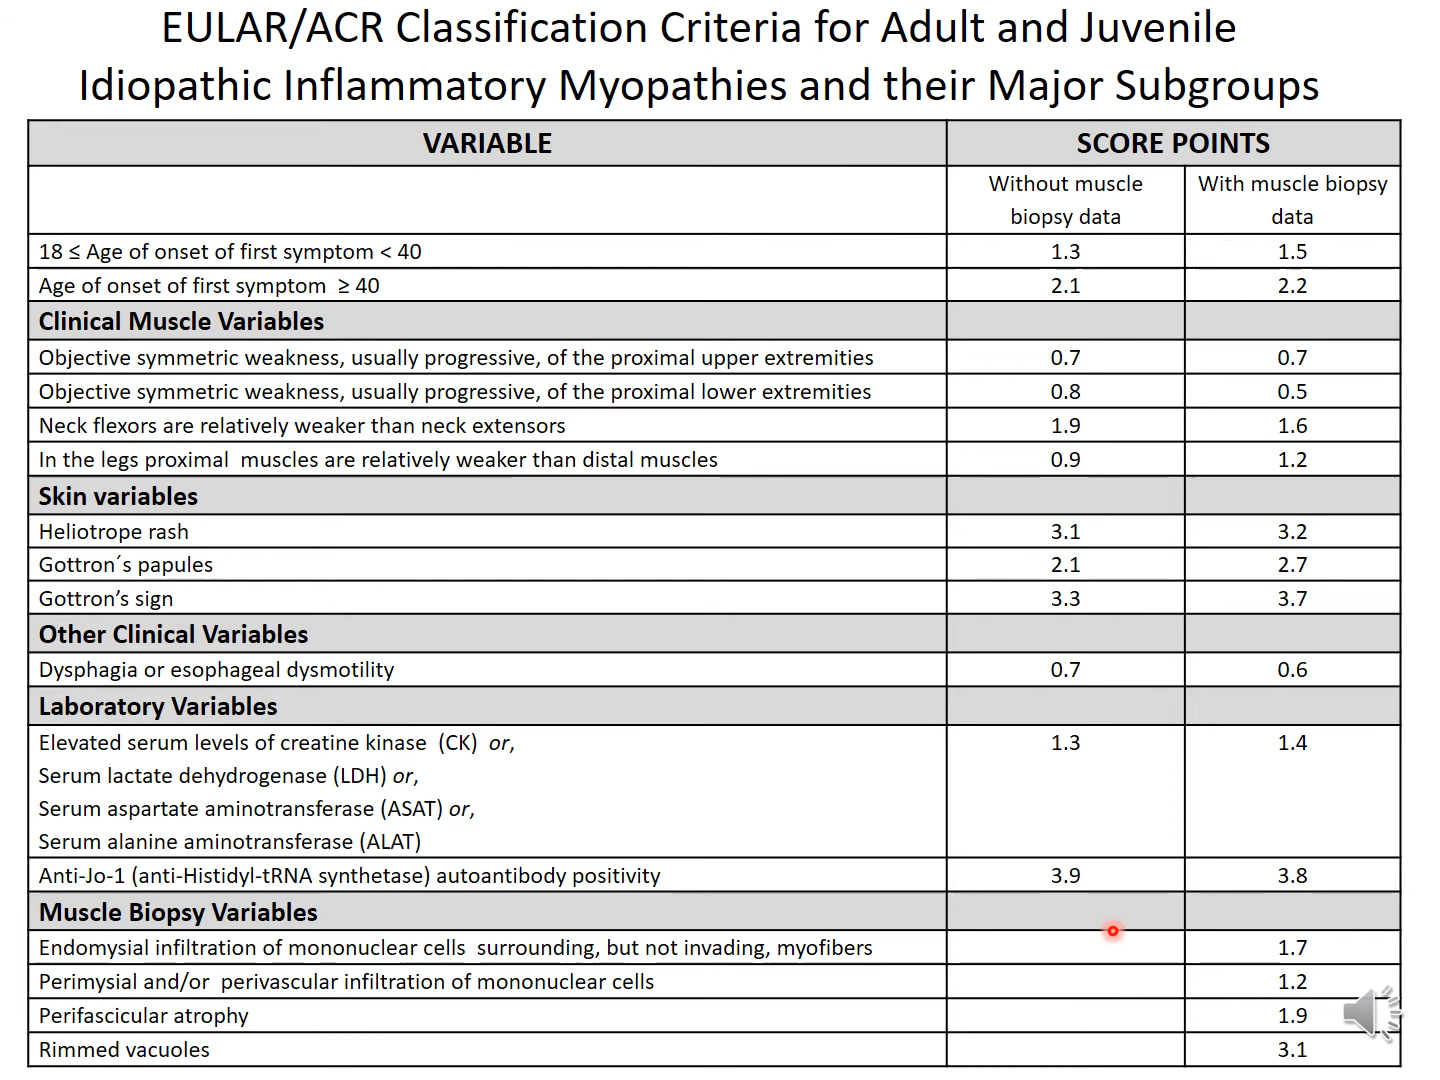 EULAR/ACR Classification Criteria for Adult and Juvenile
Idiopathic Inflammatory Myopathies and their Major Subgroups
VARIABLE SCORE POINTS
Without muscle biopsy data With muscle biopsy data
18 ≤ Age of onset of first symptom < 40 1.3 1.5
Age of onset of first symptom ≥ 40 2.1 2.2
Clinical Muscle Variables
Objective symmetric weakness, usually progressive, of the proximal upper extremities 0.7 0.7
Objective symmetric weakness, usually progressive, of the proximal lower extremities 0.8 0.5
Neck flexors are relatively weaker than neck extensors 1.9 1.6
In the legs proximal muscles are relatively weaker than distal muscles 0.9 1.2
Skin variables
Heliotrope rash 3.1 3.2
Gottron´s papules 2.1 2.7
Gottron’s sign 3.3 3.7
Other Clinical Variables
Dysphagia or esophageal dysmotility 0.7 0.6
Laboratory Variables
Elevated serum levels of creatine kinase (CK) or, 1.3 1.4
Serum lactate dehydrogenase (LDH) or,
Serum aspartate aminotransferase (ASAT) or,
Serum alanine aminotransferase (ALAT)
Anti-Jo-1 (anti-Histidyl-tRNA synthetase) autoantibody positivity 3.9 3.8
Muscle Biopsy Variables
Endomysial infiltration of mononuclear cells surrounding, but not invading, myofibers 1.7
Perimysial and/or perivascular infiltration of mononuclear cells 1.2
Perifascicular atrophy 1.9
Rimmed vacuoles 3.1